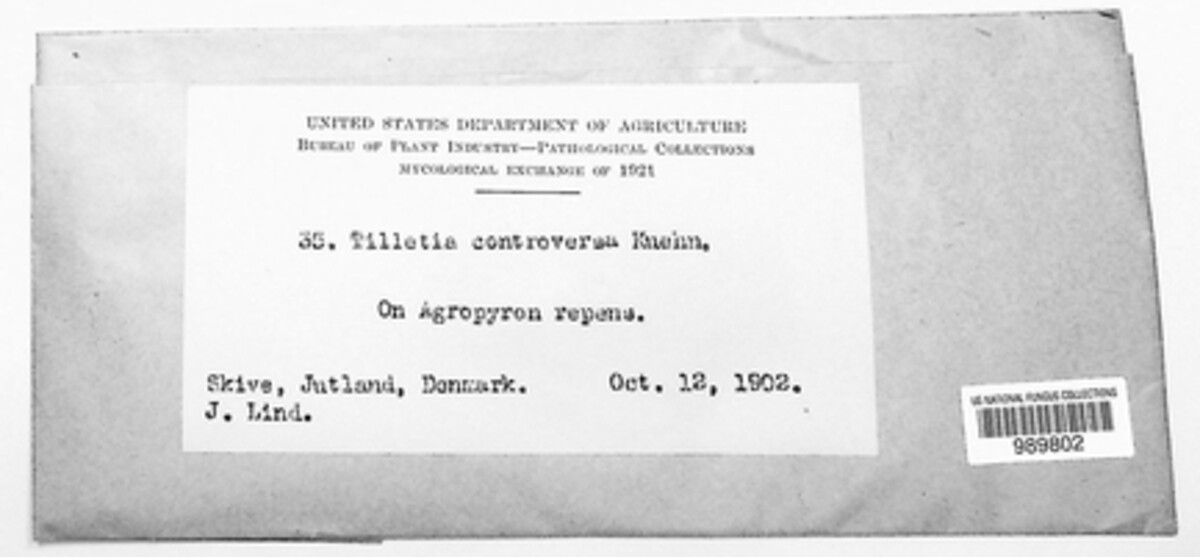 UNITED STATES DEPARTMENT OF AGRICULTURE
BUREAU OF PLANT INDUSTRY—PATHOLOGICAL COLLECTIONS
MYCOLOGICAL EXCHANGE OF 1921
35. Tilletia controversa Kuehn.
On Agropyron repens.
Skive, Jutland, Denmark. Oct. 12, 1902.
J. Lind.
US NATIONAL FUNGUS COLLECTIONS
989802